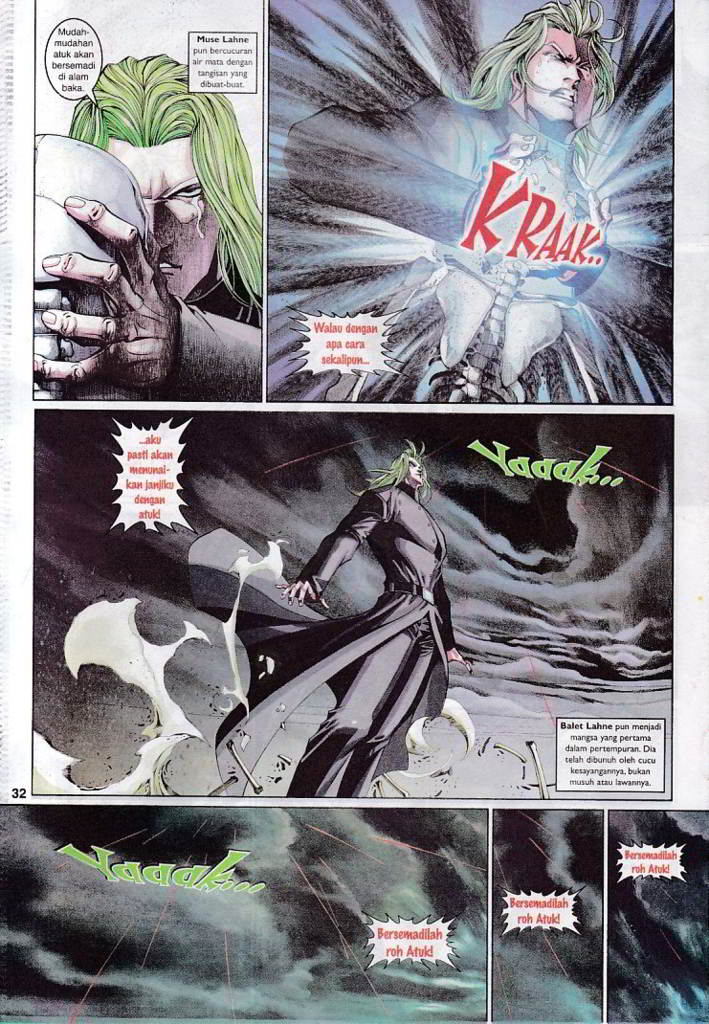 Mudah-
mudahan
atuk akan
bersemadi
di alam
baka.
Muse Lahne
pun bercucuran
air mata dengan
tangisan yang
dibuat-buat.
KRAAK..
Walau dengan
apa cara
sekalipun...
...aku
pasti akan
menunai-
kan janjiku
dengan
atuk!
Yaaak...
Balet Lahne pun menjadi
mangsa yang pertama
dalam pertempuran. Dia
telah dibunuh oleh cucu
kesayangannya, bukan
musuh atau lawannya.
32
Yaaak...
Bersemadilah
roh Atuk!
Bersemadilah
roh Atuk!
Bersemadilah
roh Atuk!